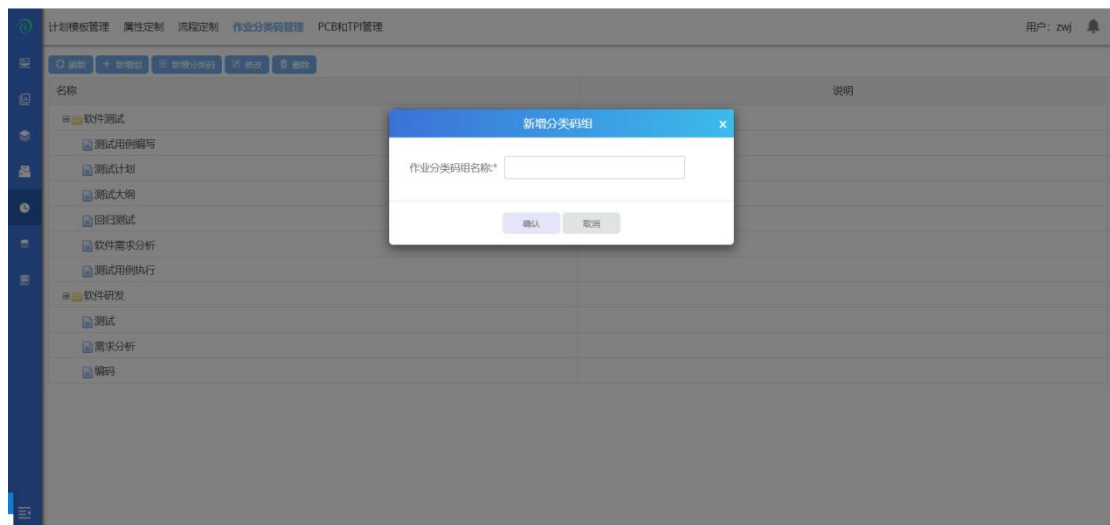 计划模板管理 属性定制 流程定制 作业分类码管理 PCB和TPI管理 用户：zwj
刷新 + 新增组 新增分类码 修改 删除
名称 说明
软件测试
测试用例编写
测试计划
测试大纲
回归测试
软件需求分析
测试用例执行
软件研发
测试
需求分析
编码
新增分类码组 ×
作业分类码组名称:*
确认 取消